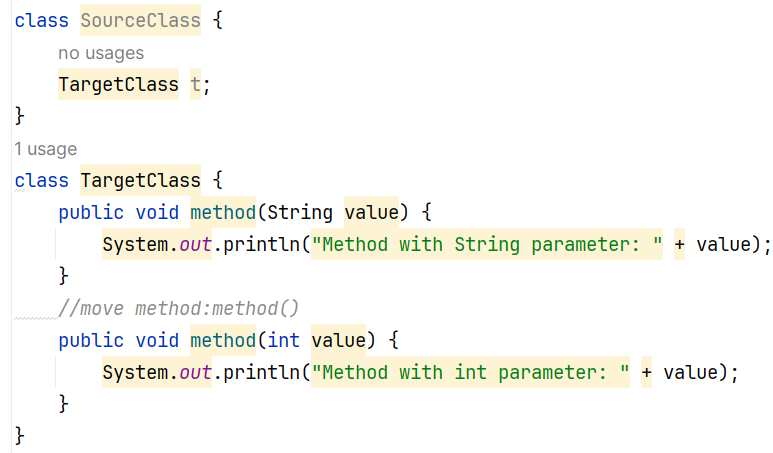 class SourceClass {
no usages
TargetClass t;
}
1 usage
class TargetClass {
public void method(String value) {
System.out.println("Method with String parameter: " + value);
}
//move method:method()
public void method(int value) {
System.out.println("Method with int parameter: " + value);
}
}